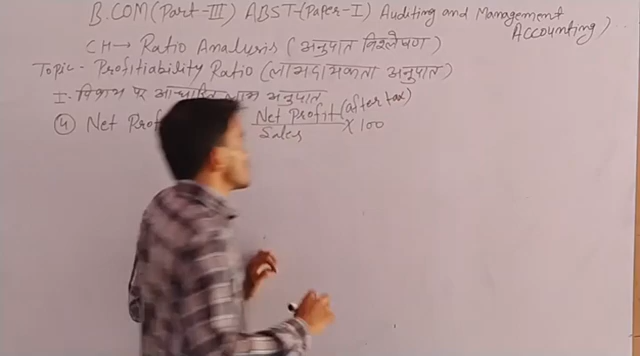 B.COM (Part-III) ABST-(Paper-I) Auditing and Management Accounting)
CH→ Ratio Analysis (अनुपात विश्लेषण)
Topic- Profitiability Ratio (लाभदायकता अनुपात)
I- विक्रय पर आधारित लाभ अनुपात
④ Net Prof Net Profit (after tax)
Sales × 100